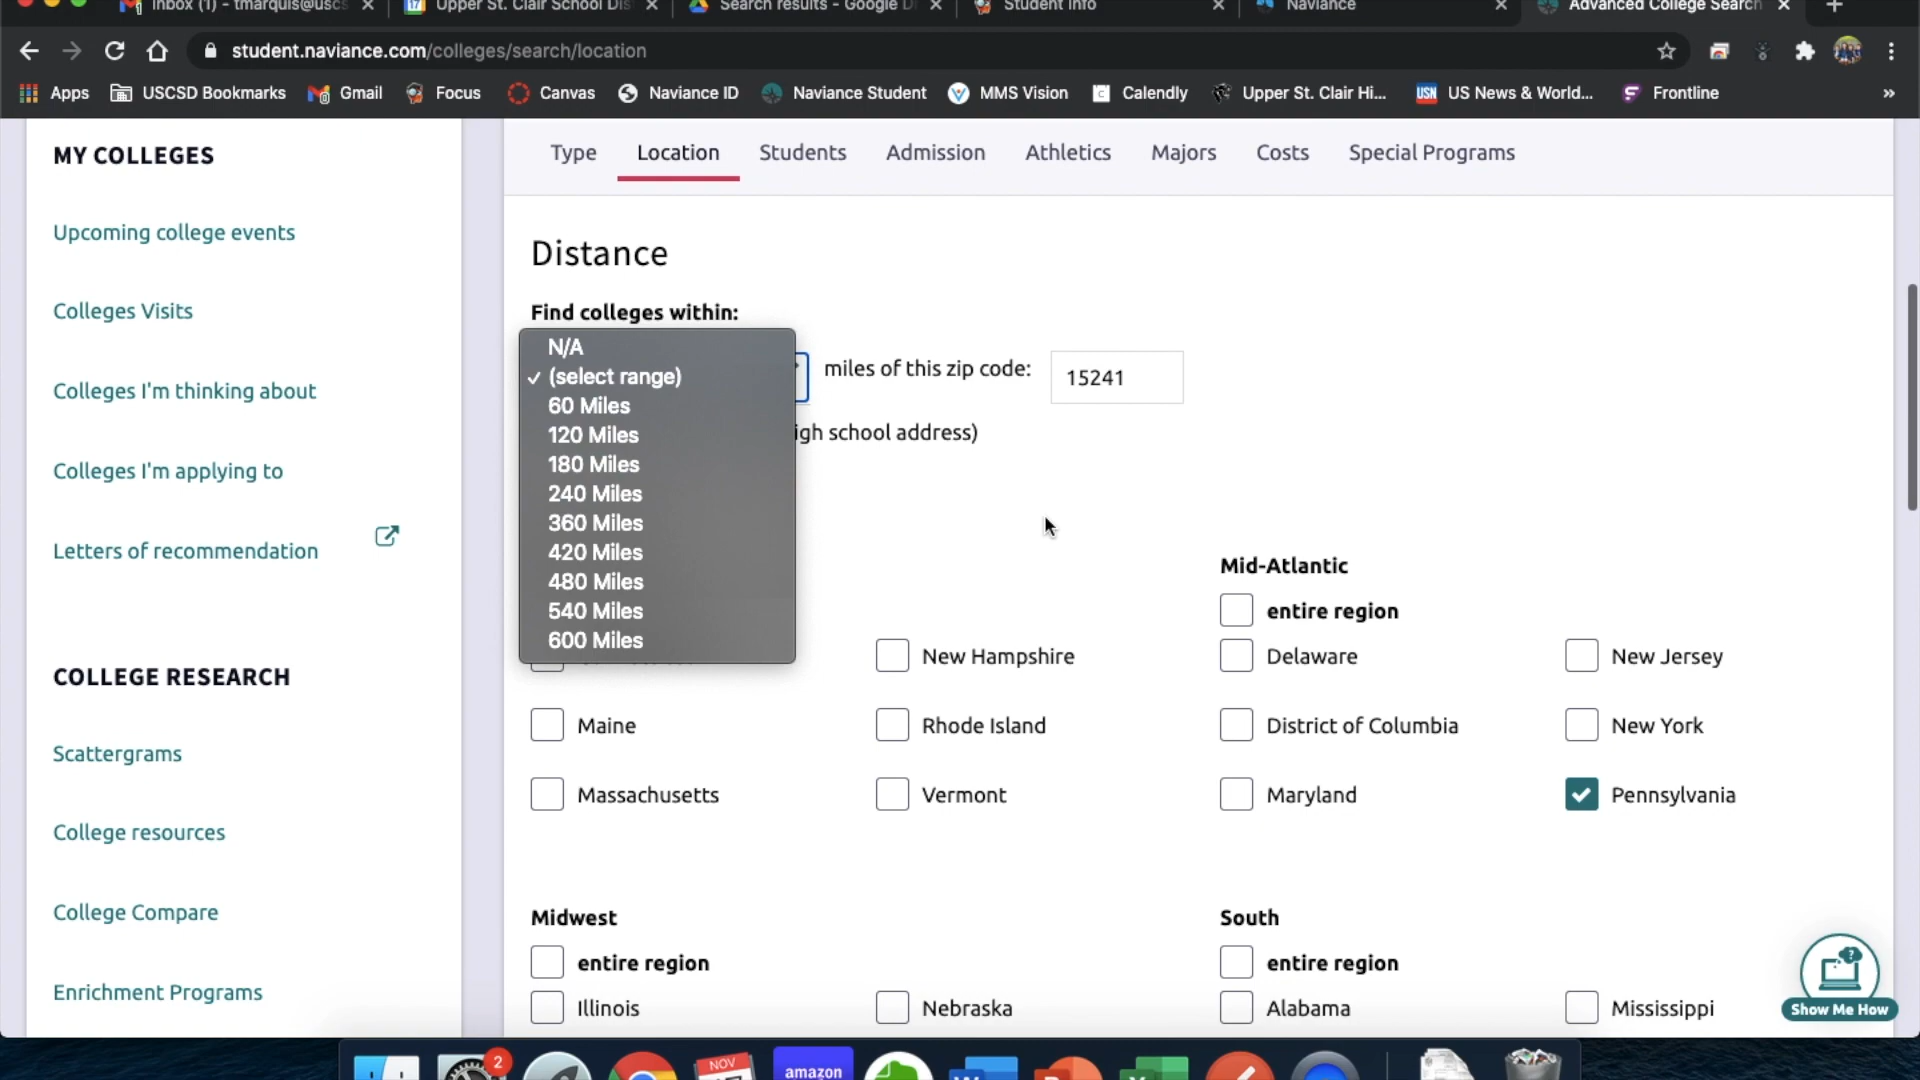 Inbox (1) - tmarquis@uscs
Upper St. Clair School Dist
Search results - Google D
Student Info
Naviance
Advanced College Search
student.naviance.com/colleges/search/location
Apps
USCSD Bookmarks
Gmail
Focus
Canvas
Naviance ID
Naviance Student
MMS Vision
Calendly
Upper St. Clair Hi...
US News & World...
Frontline
»
MY COLLEGES
Upcoming college events
Colleges Visits
Colleges I'm thinking about
Colleges I'm applying to
Letters of recommendation
COLLEGE RESEARCH
Scattergrams
College resources
College Compare
Enrichment Programs
Type
Location
Students
Admission
Athletics
Majors
Costs
Special Programs
Distance
Find colleges within:
N/A
✓ (select range)
60 Miles
120 Miles
180 Miles
240 Miles
360 Miles
420 Miles
480 Miles
540 Miles
600 Miles
miles of this zip code:
15241
igh school address)
New Hampshire
Maine
Rhode Island
Massachusetts
Vermont
Mid-Atlantic
entire region
Delaware
New Jersey
District of Columbia
New York
Maryland
Pennsylvania
Midwest
entire region
Illinois
Nebraska
South
entire region
Alabama
Mississippi
Show Me How
2
NOV
amazon